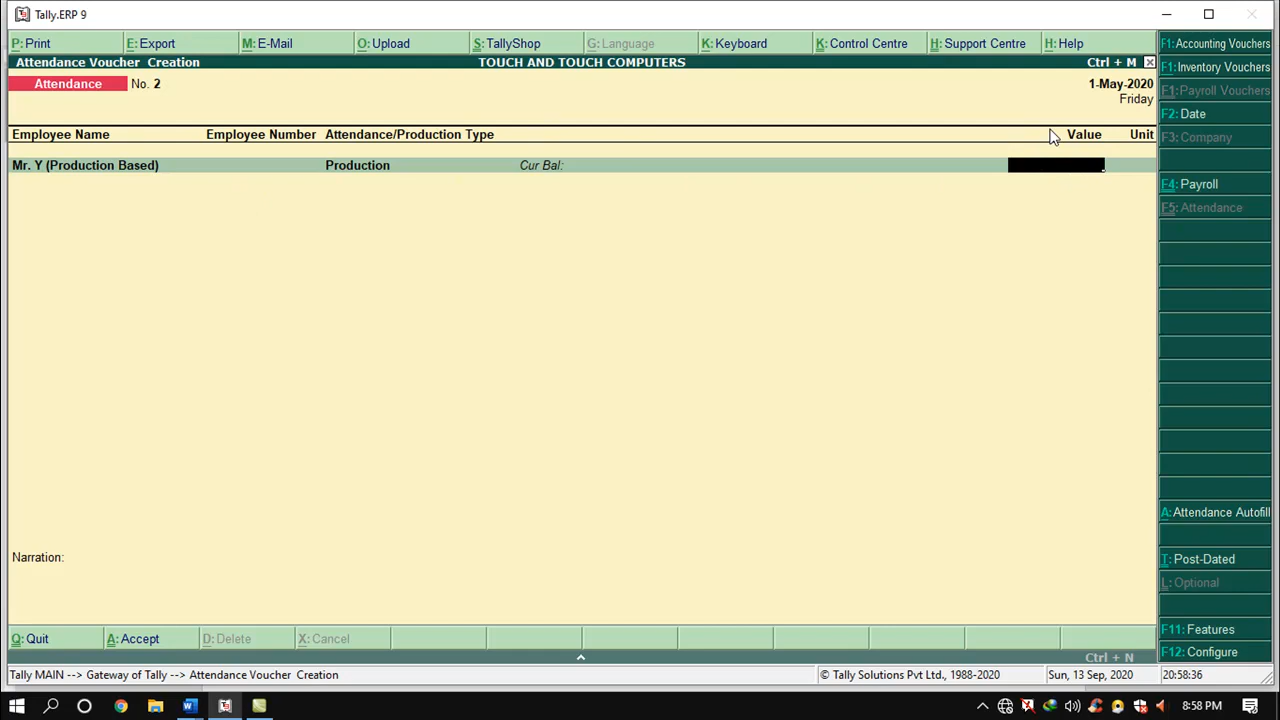 Tally.ERP 9
P: Print E: Export M: E-Mail O: Upload S: TallyShop G: Language K: Keyboard K: Control Centre H: Support Centre H: Help
Attendance Voucher Creation TOUCH AND TOUCH COMPUTERS Ctrl + M
Attendance No. 2 1-May-2020
Friday
Employee Name Employee Number Attendance/Production Type Value Unit
Mr. Y (Production Based) Production Cur Bal:
Narration:
Q: Quit A: Accept D: Delete X: Cancel
Ctrl + N
Tally MAIN --> Gateway of Tally --> Attendance Voucher Creation © Tally Solutions Pvt Ltd., 1988-2020 Sun, 13 Sep, 2020 20:58:36
F1: Accounting Vouchers
F1: Inventory Vouchers
F1: Payroll Vouchers
F2: Date
F3: Company
F4: Payroll
F5: Attendance
A: Attendance Autofill
T: Post-Dated
L: Optional
F11: Features
F12: Configure
8:58 PM